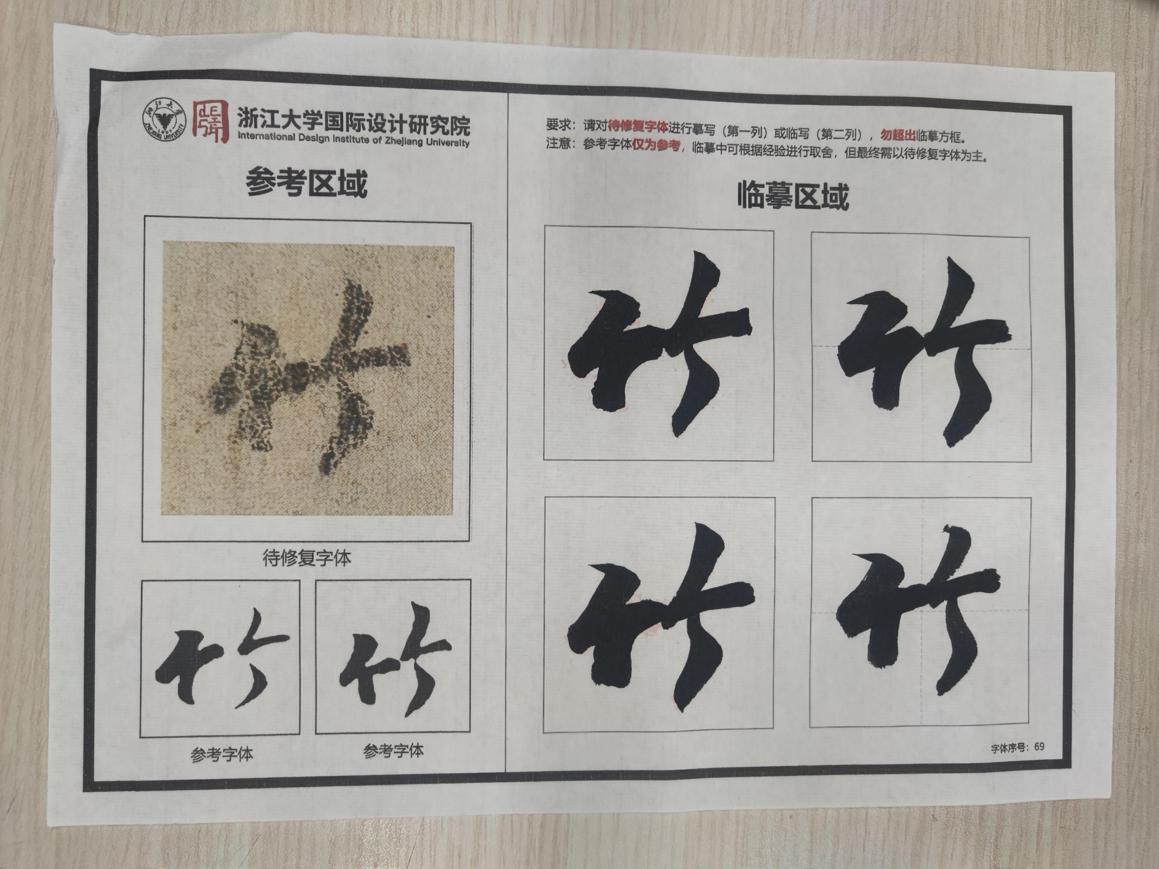 浙江大学国际设计研究院
International Design Institute of Zhejiang University
参考区域
竹
待修复字体
竹 竹
参考字体 参考字体
要求：请对待修复字体进行摹写（第一列）或临写（第二列），勿超出临摹方框。
注意：参考字体仅为参考，临摹中可根据经验进行取舍，但最终需以待修复字体为主。
临摹区域
竹 竹
竹 竹
字体序号：69